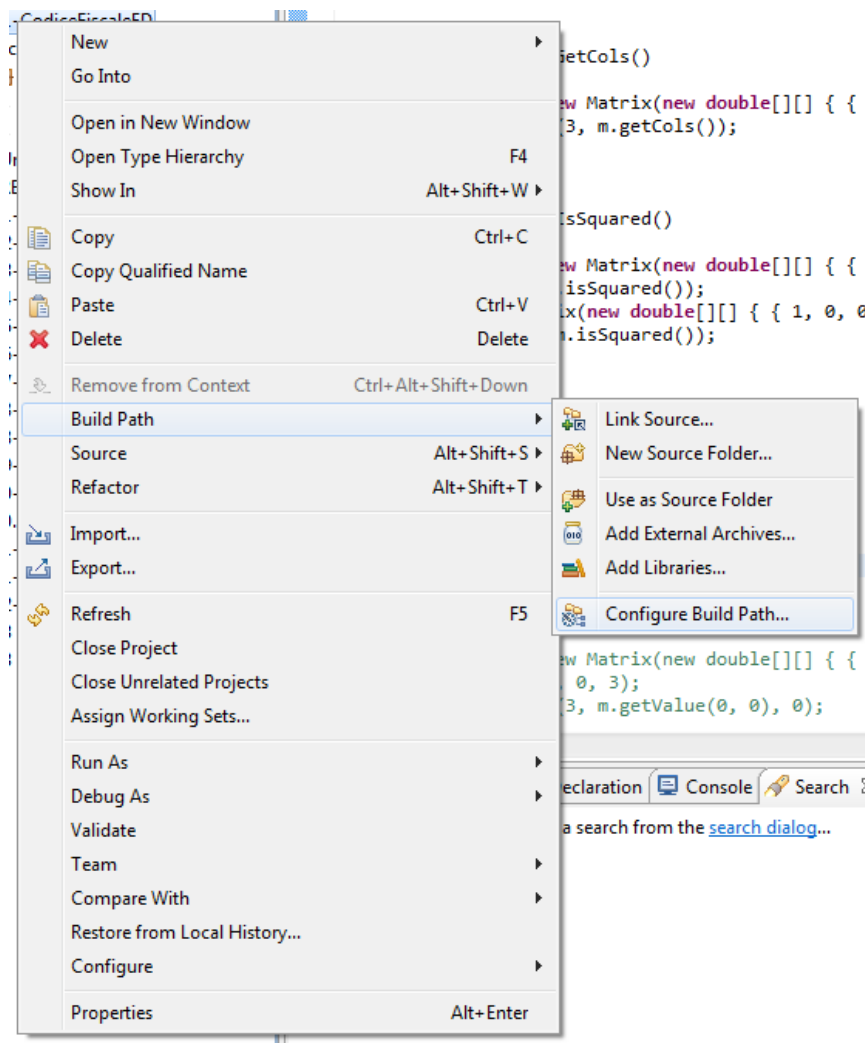 New
Go Into
Open in New Window
Open Type Hierarchy F4
Show In Alt+Shift+W
Copy Ctrl+C
Copy Qualified Name
Paste Ctrl+V
Delete Delete
Remove from Context Ctrl+Alt+Shift+Down
Build Path
Source Alt+Shift+S
Refactor Alt+Shift+T
Import...
Export...
Refresh F5
Close Project
Close Unrelated Projects
Assign Working Sets...
Run As
Debug As
Validate
Team
Compare With
Restore from Local History...
Configure
Properties Alt+Enter
Link Source...
New Source Folder...
Use as Source Folder
Add External Archives...
Add Libraries...
Configure Build Path...
GetCols()
ew Matrix(new double[][] { {
(3, m.getCols());
IsSquared()
ew Matrix(new double[][] { {
.isSquared());
ix(new double[][] { { 1, 0, 0
m.isSquared());
ew Matrix(new double[][] { {
0, 3);
(3, m.getValue(0, 0), 0);
eclaration Console Search
a search from the search dialog...